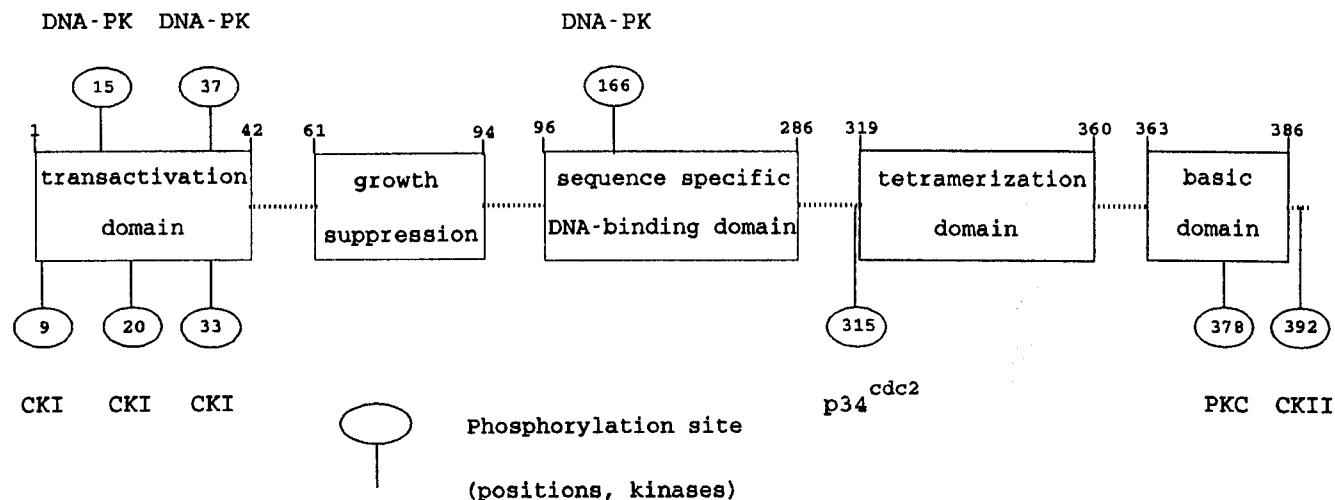 DNA-PK DNA-PK DNA-PK
15 37 166
1 42 61 94 96 286 319 360 363 386
transactivation growth sequence specific tetramerization basic
domain suppression DNA-binding domain domain domain
9 20 33 315 378 392
CKI CKI CKI p34cdc2 PKC CKII
Phosphorylation site
(positions, kinases)